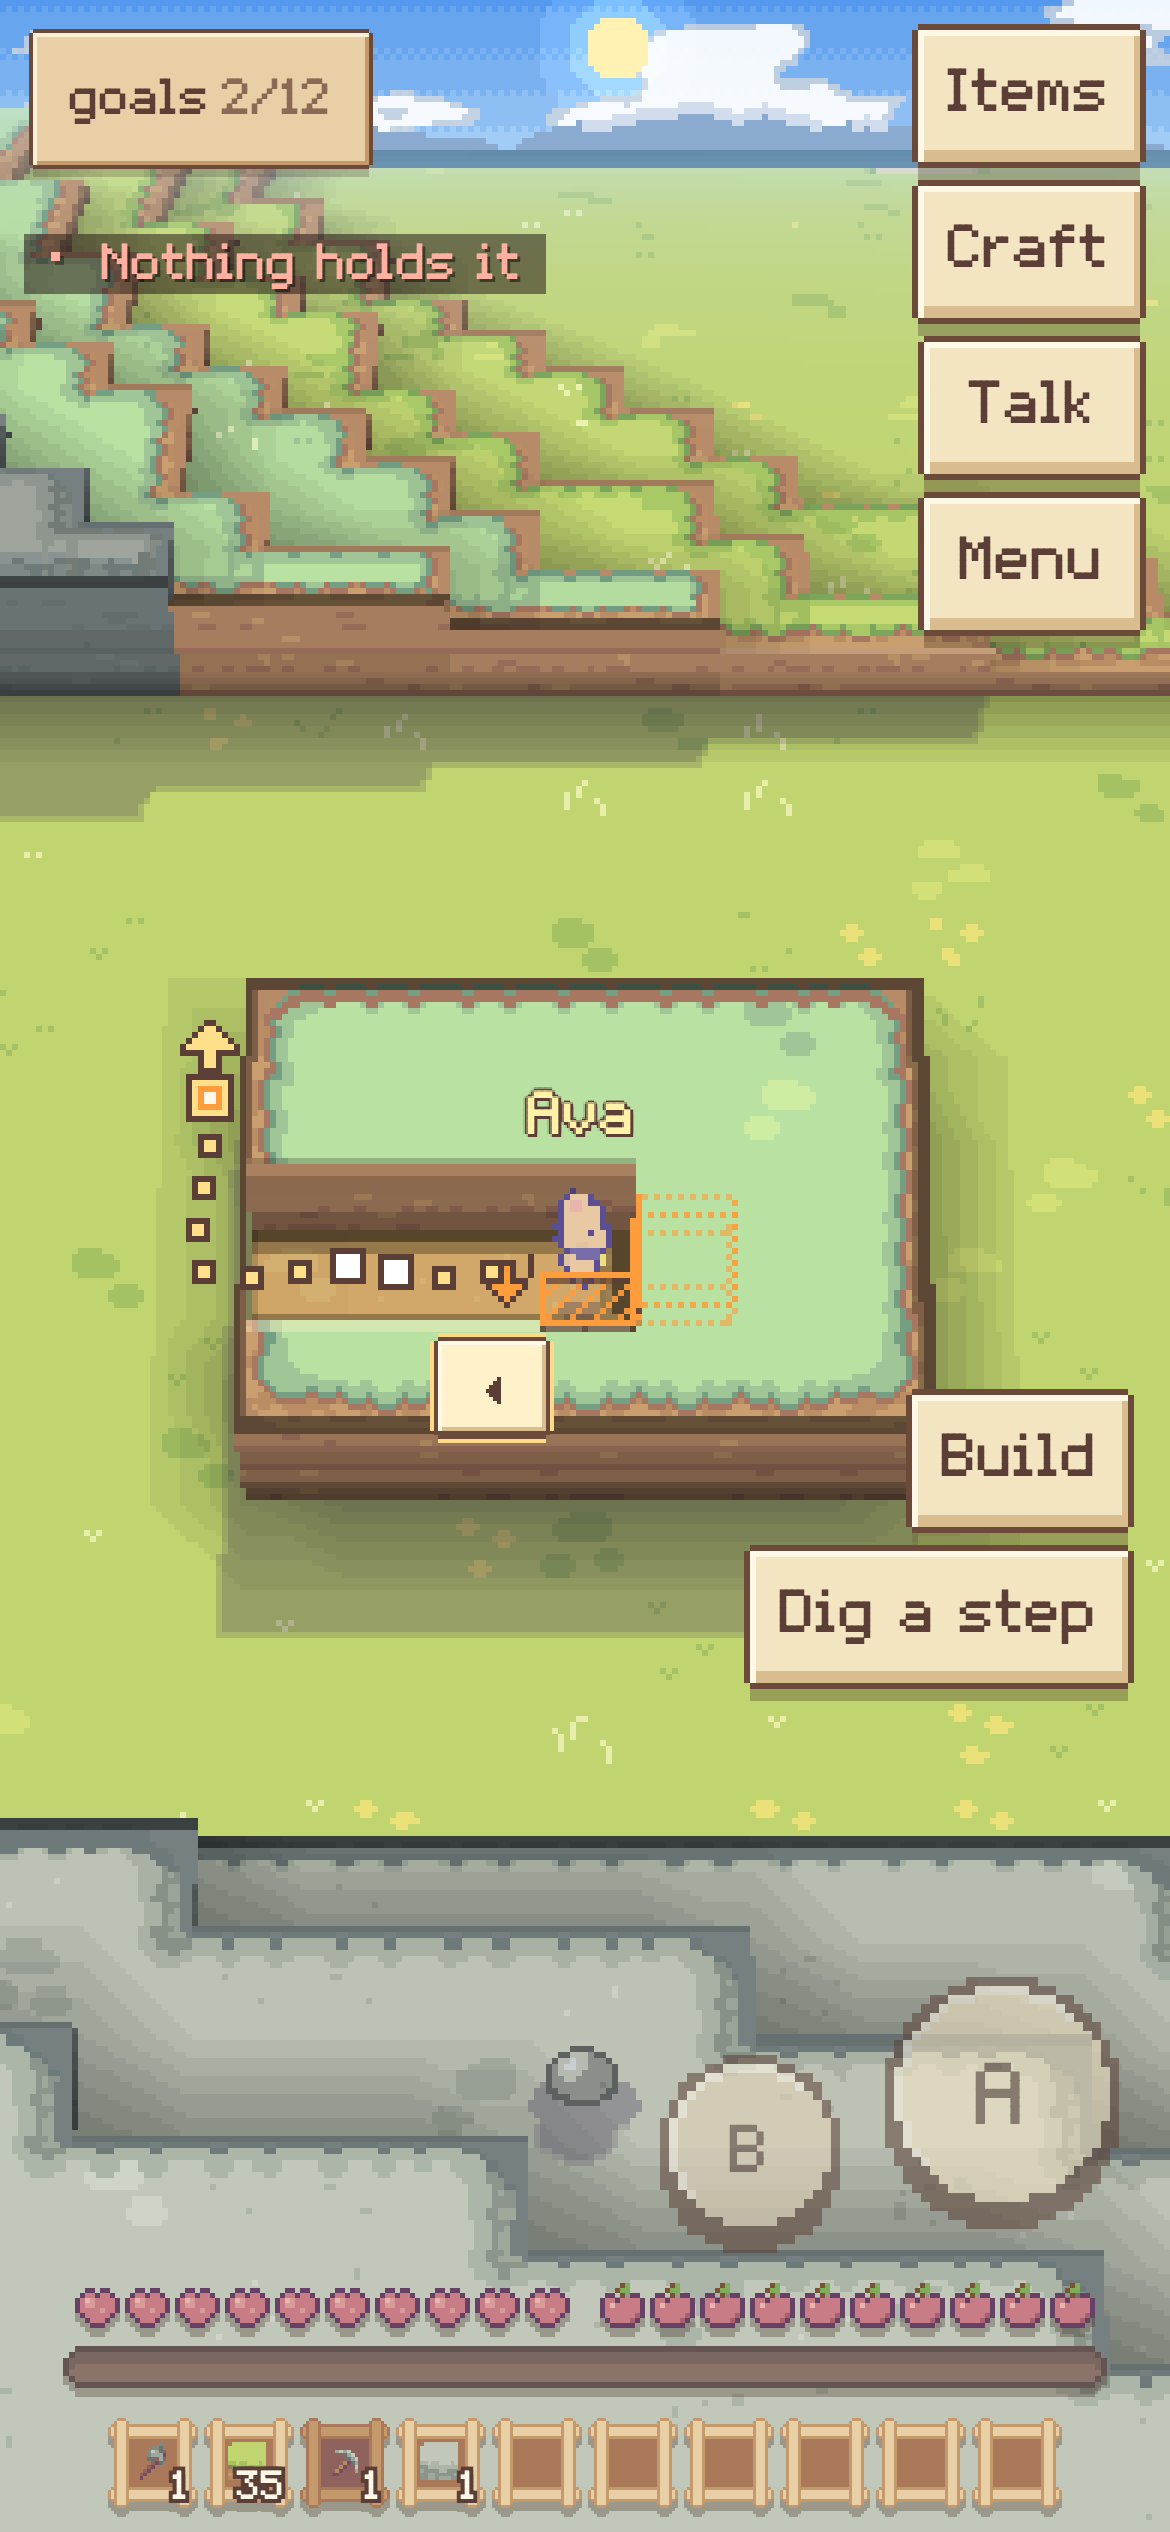 goals 2/12
Items
Craft
Nothing holds it
Talk
Menu
Ava
Build
Dig a step
A
B
1
35
1
1